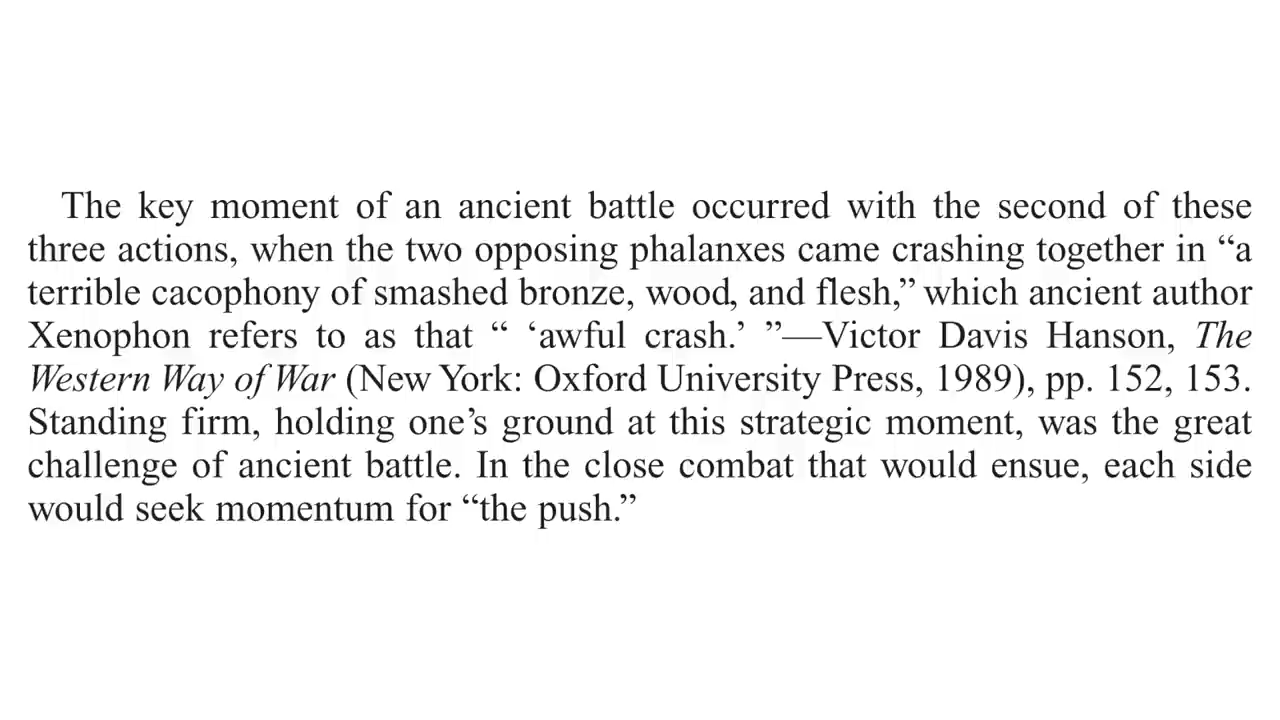 The key moment of an ancient battle occurred with the second of these
three actions, when the two opposing phalanxes came crashing together in “a
terrible cacophony of smashed bronze, wood, and flesh,” which ancient author
Xenophon refers to as that “ ‘awful crash.’ ”—Victor Davis Hanson, The
Western Way of War (New York: Oxford University Press, 1989), pp. 152, 153.
Standing firm, holding one’s ground at this strategic moment, was the great
challenge of ancient battle. In the close combat that would ensue, each side
would seek momentum for “the push.”